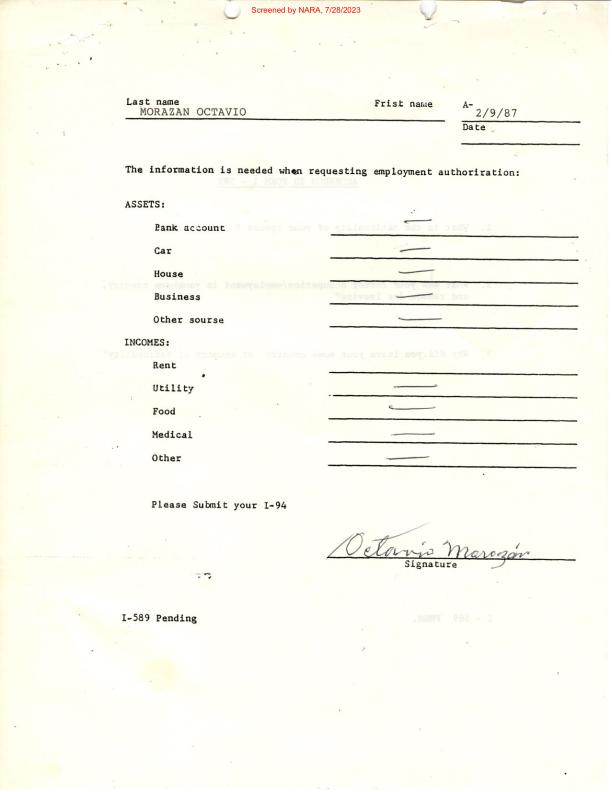 Screened by NARA, 7/28/2023
Last name Frist name A-
MORAZAN OCTAVIO 2/9/87
Date
The information is needed when requesting employment authoriration:
ASSETS:
Bank account —
Car —
House —
Business —
Other sourse —
INCOMES:
Rent
Utility —
Food —
Medical —
Other —
Please Submit your I-94
Octavio Marozán
Signature
I-589 Pending